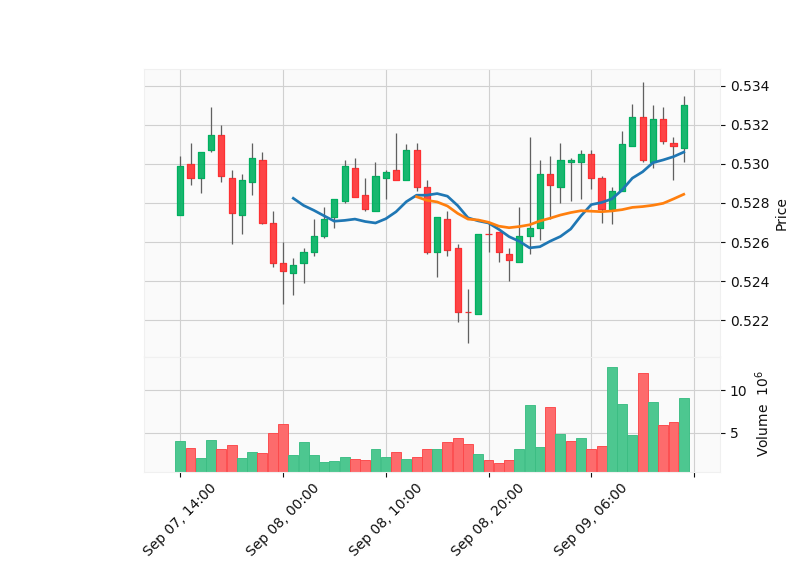 0.534
0.532
0.530
0.528
0.526
0.524
0.522
Price
10
5
Volume 10⁶
Sep 07, 14:00
Sep 08, 00:00
Sep 08, 10:00
Sep 08, 20:00
Sep 09, 06:00